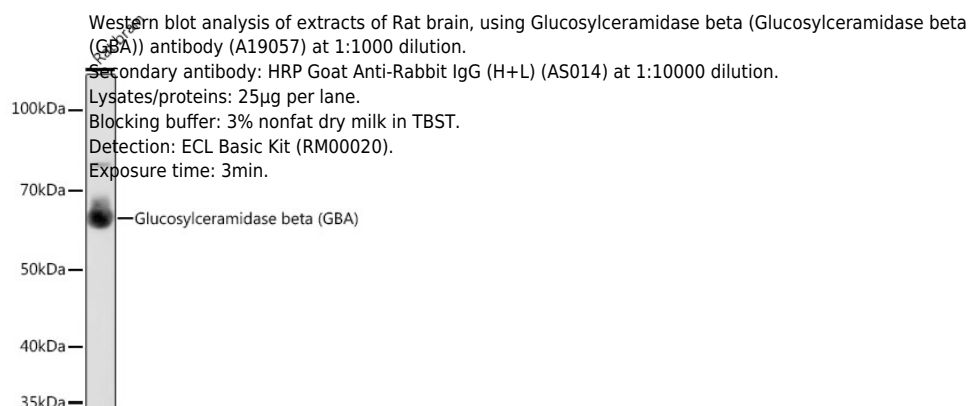 Western blot analysis of extracts of Rat brain, using Glucosylceramidase beta (Glucosylceramidase beta
(GBA)) antibody (A19057) at 1:1000 dilution.
Secondary antibody: HRP Goat Anti-Rabbit IgG (H+L) (AS014) at 1:10000 dilution.
Lysates/proteins: 25μg per lane.
Blocking buffer: 3% nonfat dry milk in TBST.
Detection: ECL Basic Kit (RM00020).
Exposure time: 3min.
Rat brain
100kDa
70kDa
Glucosylceramidase beta (GBA)
50kDa
40kDa
35kDa